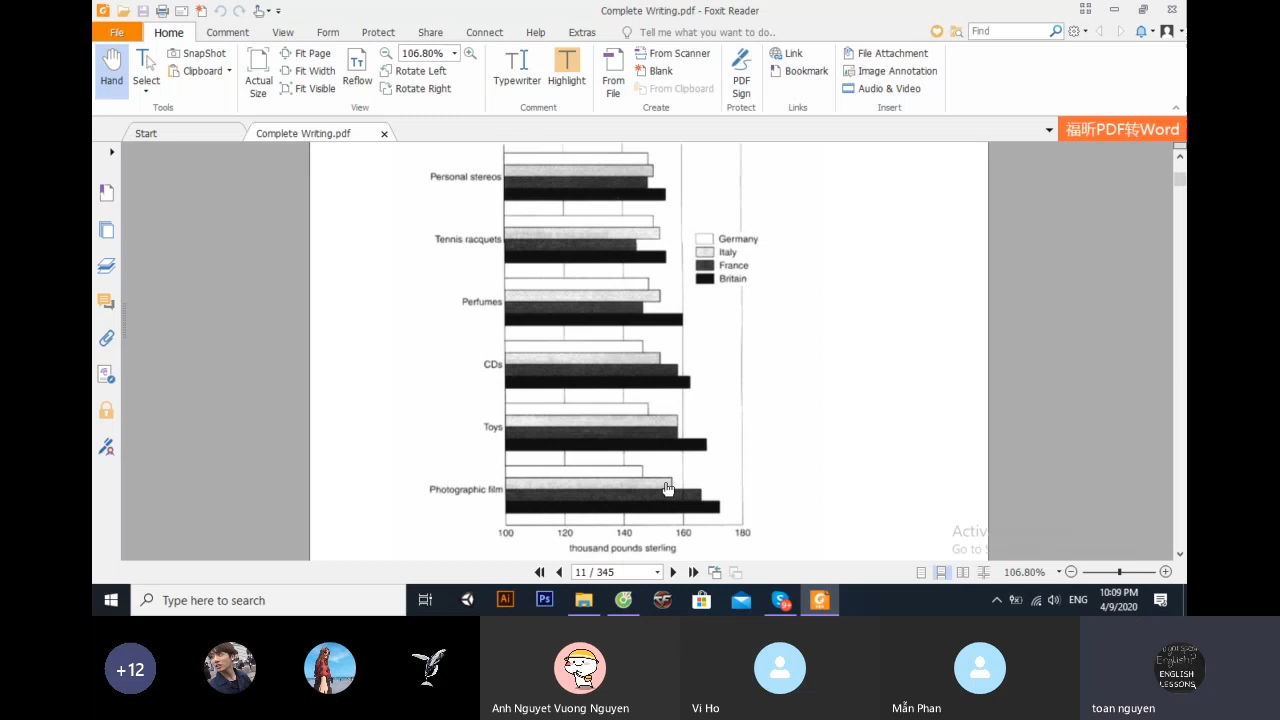 Complete Writing.pdf - Foxit Reader
File Home Comment View Form Protect Share Connect Help Extras Tell me what you want to do.. Find
Hand Select SnapShot Clipboard Actual Size Fit Page Fit Width Fit Visible Reflow 106.80% Rotate Left Rotate Right Typewriter Highlight From File From Scanner Blank From Clipboard PDF Sign Link Bookmark File Attachment Image Annotation Audio & Video
Tools View Comment Create Protect Links Insert
Start Complete Writing.pdf 福昕PDF转Word
Personal stereos
Tennis racquets
Germany
Italy
France
Britain
Perfumes
CDs
Toys
Photographic film
100 120 140 160 180
thousand pounds sterling
Activ
Go to S
11 / 345 106.80%
Type here to search Ai Ps ENG 10:09 PM
4/9/2020
+12
ENGLISH
LESSONS
Anh Nguyet Vuong Nguyen Vi Ho Mẫn Phan toan nguyen